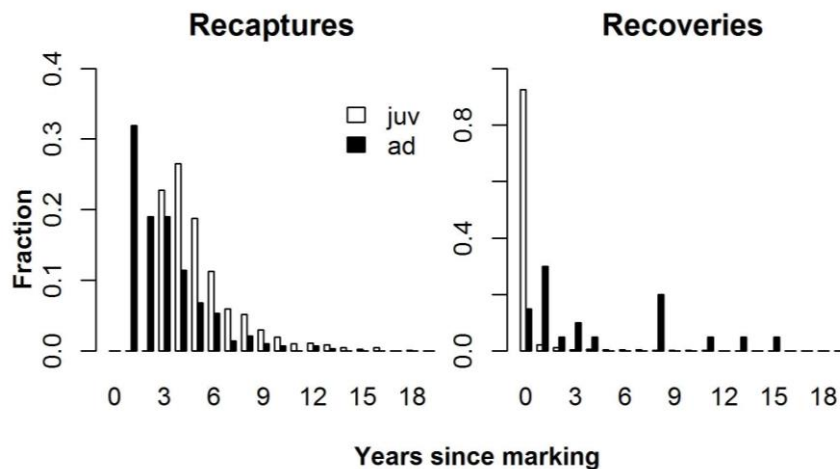 Recaptures
Recoveries
Fraction
0.0 0.1 0.2 0.3 0.4
juv
ad
0 3 6 9 12 15 18
0.0 0.4 0.8
0 3 6 9 12 15 18
Years since marking